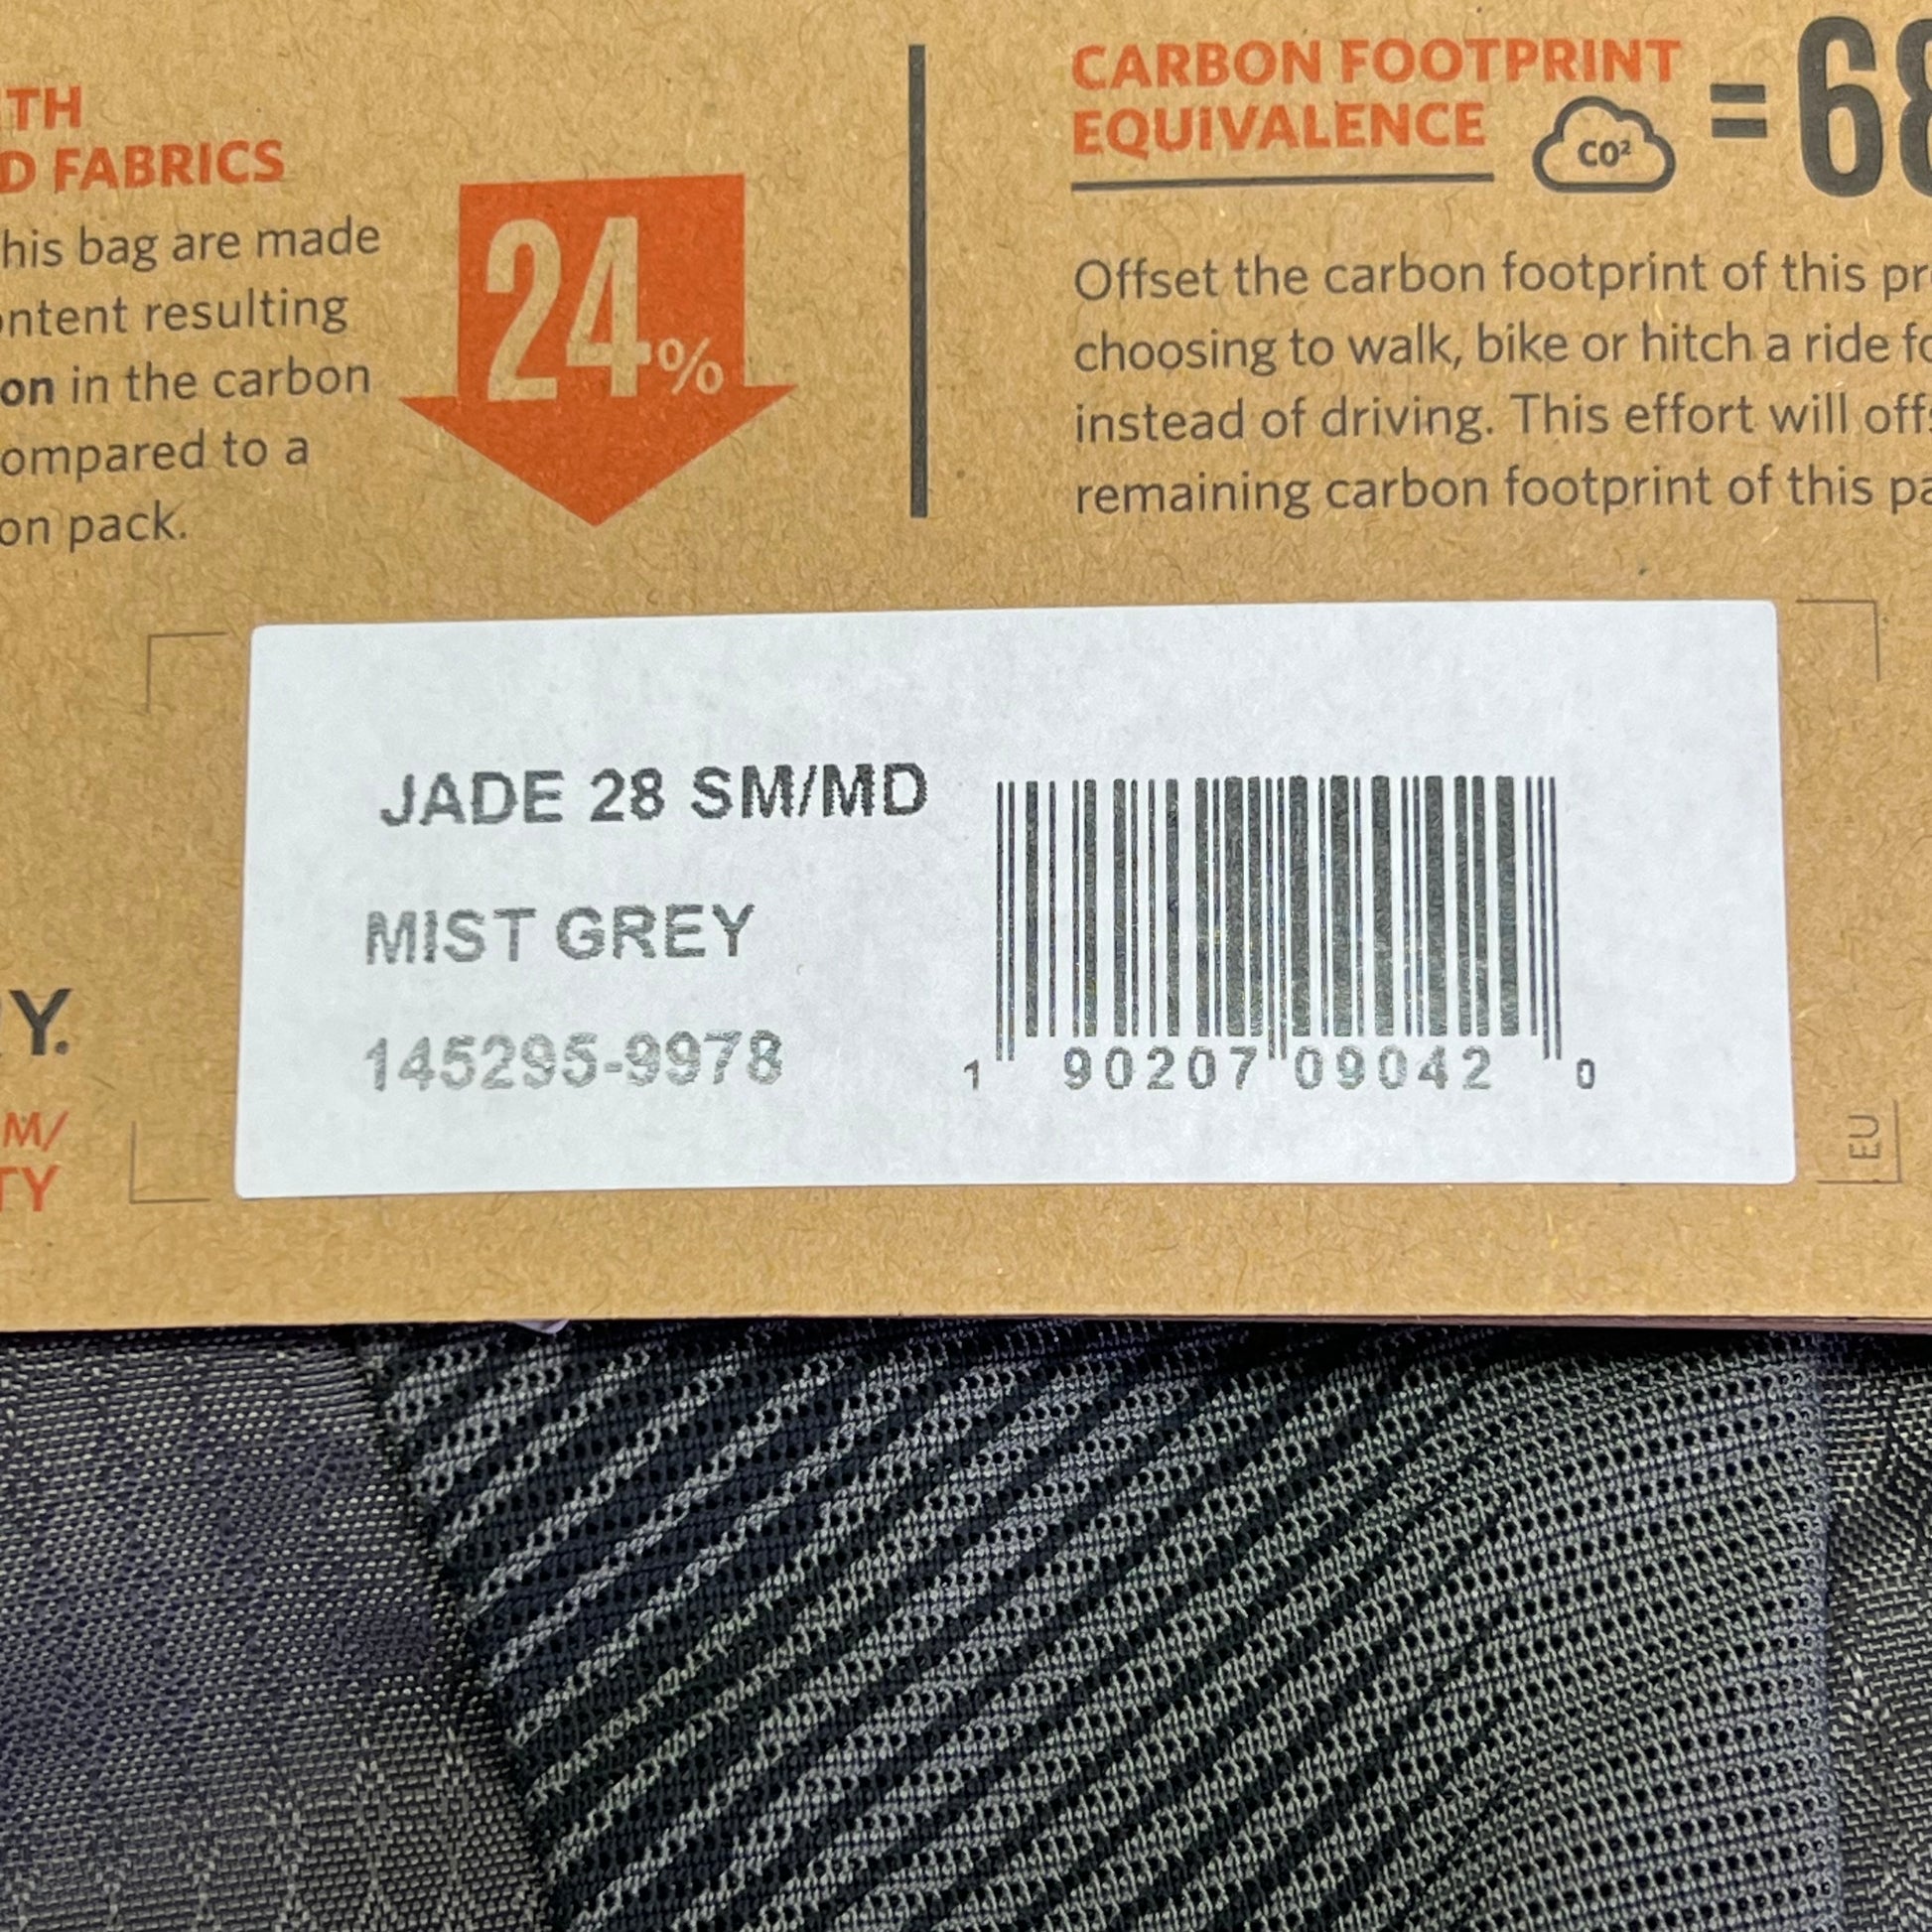 TH
D FABRICS
his bag are made
ntent resulting
on in the carbon
ompared to a
on pack.
24%
CARBON FOOTPRINT
EQUIVALENCE
CO²
= 68
Offset the carbon footprint of this pr
choosing to walk, bike or hitch a ride fo
instead of driving. This effort will off
remaining carbon footprint of this pa
JADE 28 SM/MD
MIST GREY
145295-9978
1 90207 09042 0
Y.
M/
TY
EU